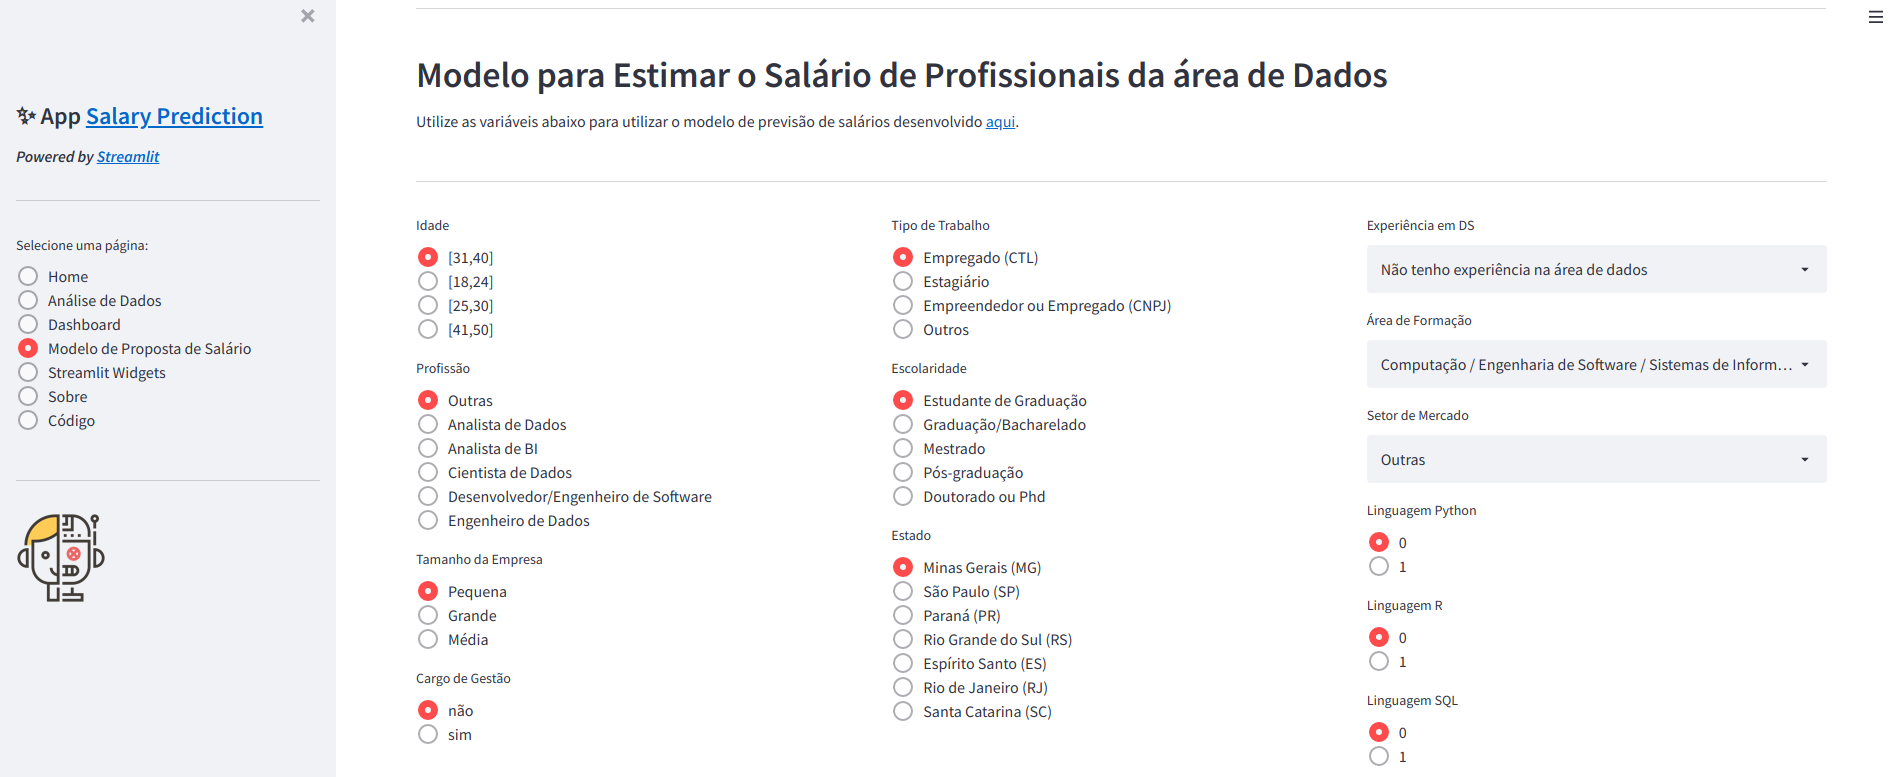 ✨ App Salary Prediction
Powered by Streamlit
Selecione uma página:
Home
Análise de Dados
Dashboard
Modelo de Proposta de Salário
Streamlit Widgets
Sobre
Código
Modelo para Estimar o Salário de Profissionais da área de Dados
Utilize as variáveis abaixo para utilizar o modelo de previsão de salários desenvolvido aqui.
Idade
[31,40]
[18,24]
[25,30]
[41,50]
Profissão
Outras
Analista de Dados
Analista de BI
Cientista de Dados
Desenvolvedor/Engenheiro de Software
Engenheiro de Dados
Tamanho da Empresa
Pequena
Grande
Média
Cargo de Gestão
não
sim
Tipo de Trabalho
Empregado (CTL)
Estagiário
Empreendedor ou Empregado (CNPJ)
Outros
Escolaridade
Estudante de Graduação
Graduação/Bacharelado
Mestrado
Pós-graduação
Doutorado ou Phd
Estado
Minas Gerais (MG)
São Paulo (SP)
Paraná (PR)
Rio Grande do Sul (RS)
Espírito Santo (ES)
Rio de Janeiro (RJ)
Santa Catarina (SC)
Experiência em DS
Não tenho experiência na área de dados
Área de Formação
Computação / Engenharia de Software / Sistemas de Inform...
Setor de Mercado
Outras
Linguagem Python
0
1
Linguagem R
0
1
Linguagem SQL
0
1